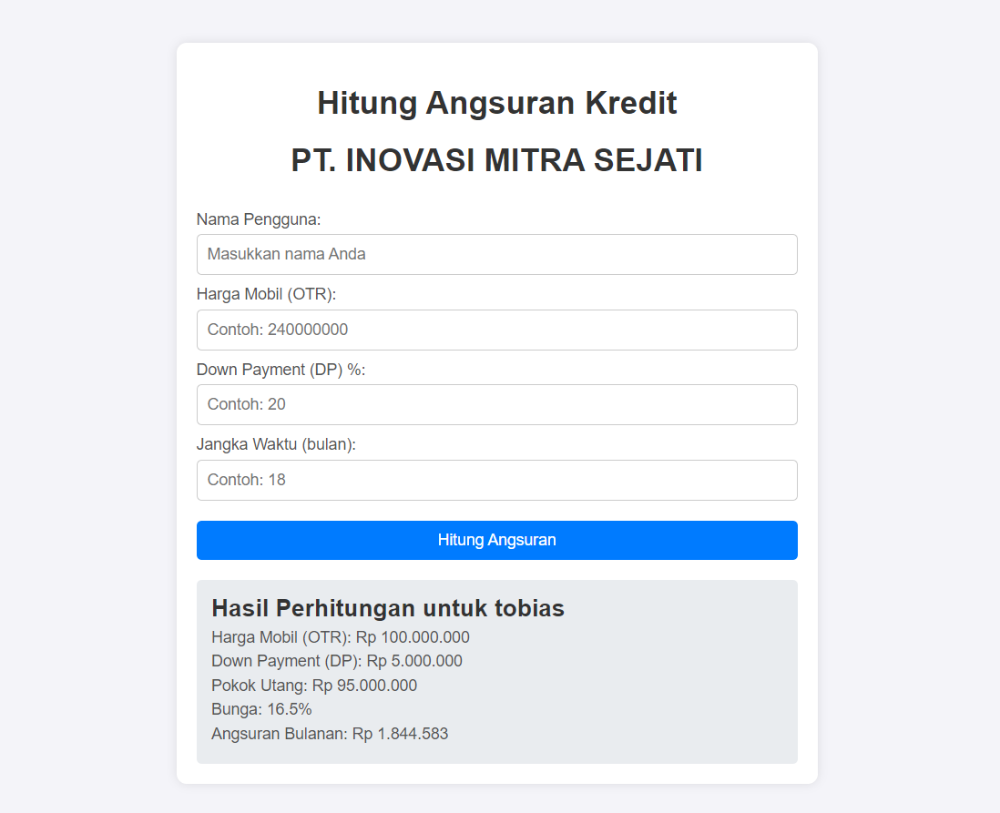 Hitung Angsuran Kredit
PT. INOVASI MITRA SEJATI
Nama Pengguna:
Masukkan nama Anda
Harga Mobil (OTR):
Contoh: 240000000
Down Payment (DP) %:
Contoh: 20
Jangka Waktu (bulan):
Contoh: 18
Hitung Angsuran
Hasil Perhitungan untuk tobias
Harga Mobil (OTR): Rp 100.000.000
Down Payment (DP): Rp 5.000.000
Pokok Utang: Rp 95.000.000
Bunga: 16.5%
Angsuran Bulanan: Rp 1.844.583